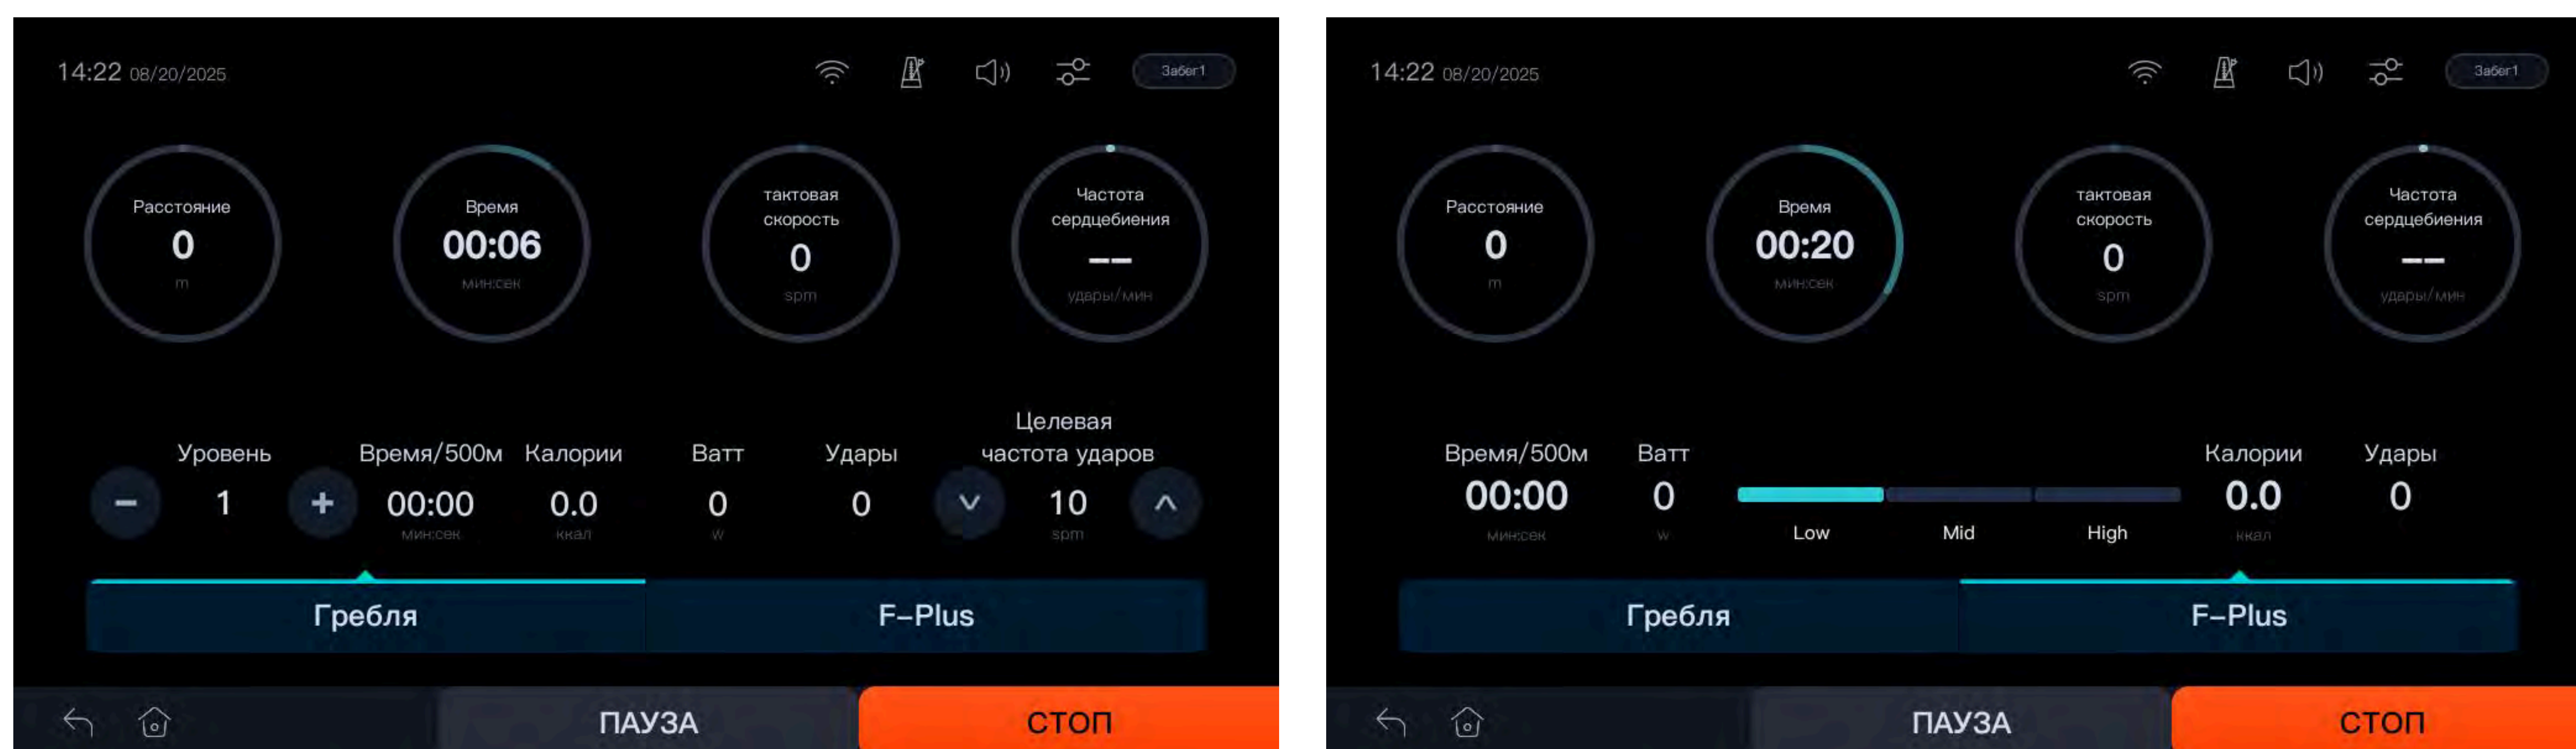 14:22 08/20/2025
Забег1
Расстояние
0
m
Время
00:06
мин:сек
тактовая
скорость
0
spm
Частота
сердцебиения
--
удары/мин
Уровень
- 1 +
Время/500м
00:00
мин:сек
Калории
0.0
ккал
Ватт
0
w
Удары
0
Целевая
частота ударов
10
spm
Гребля
F-Plus
ПАУЗА
СТОП
14:22 08/20/2025
Забег1
Расстояние
0
m
Время
00:20
мин:сек
тактовая
скорость
0
spm
Частота
сердцебиения
--
удары/мин
Время/500м
00:00
мин:сек
Ватт
0
w
Low Mid High
Калории
0.0
ккал
Удары
0
Гребля
F-Plus
ПАУЗА
СТОП